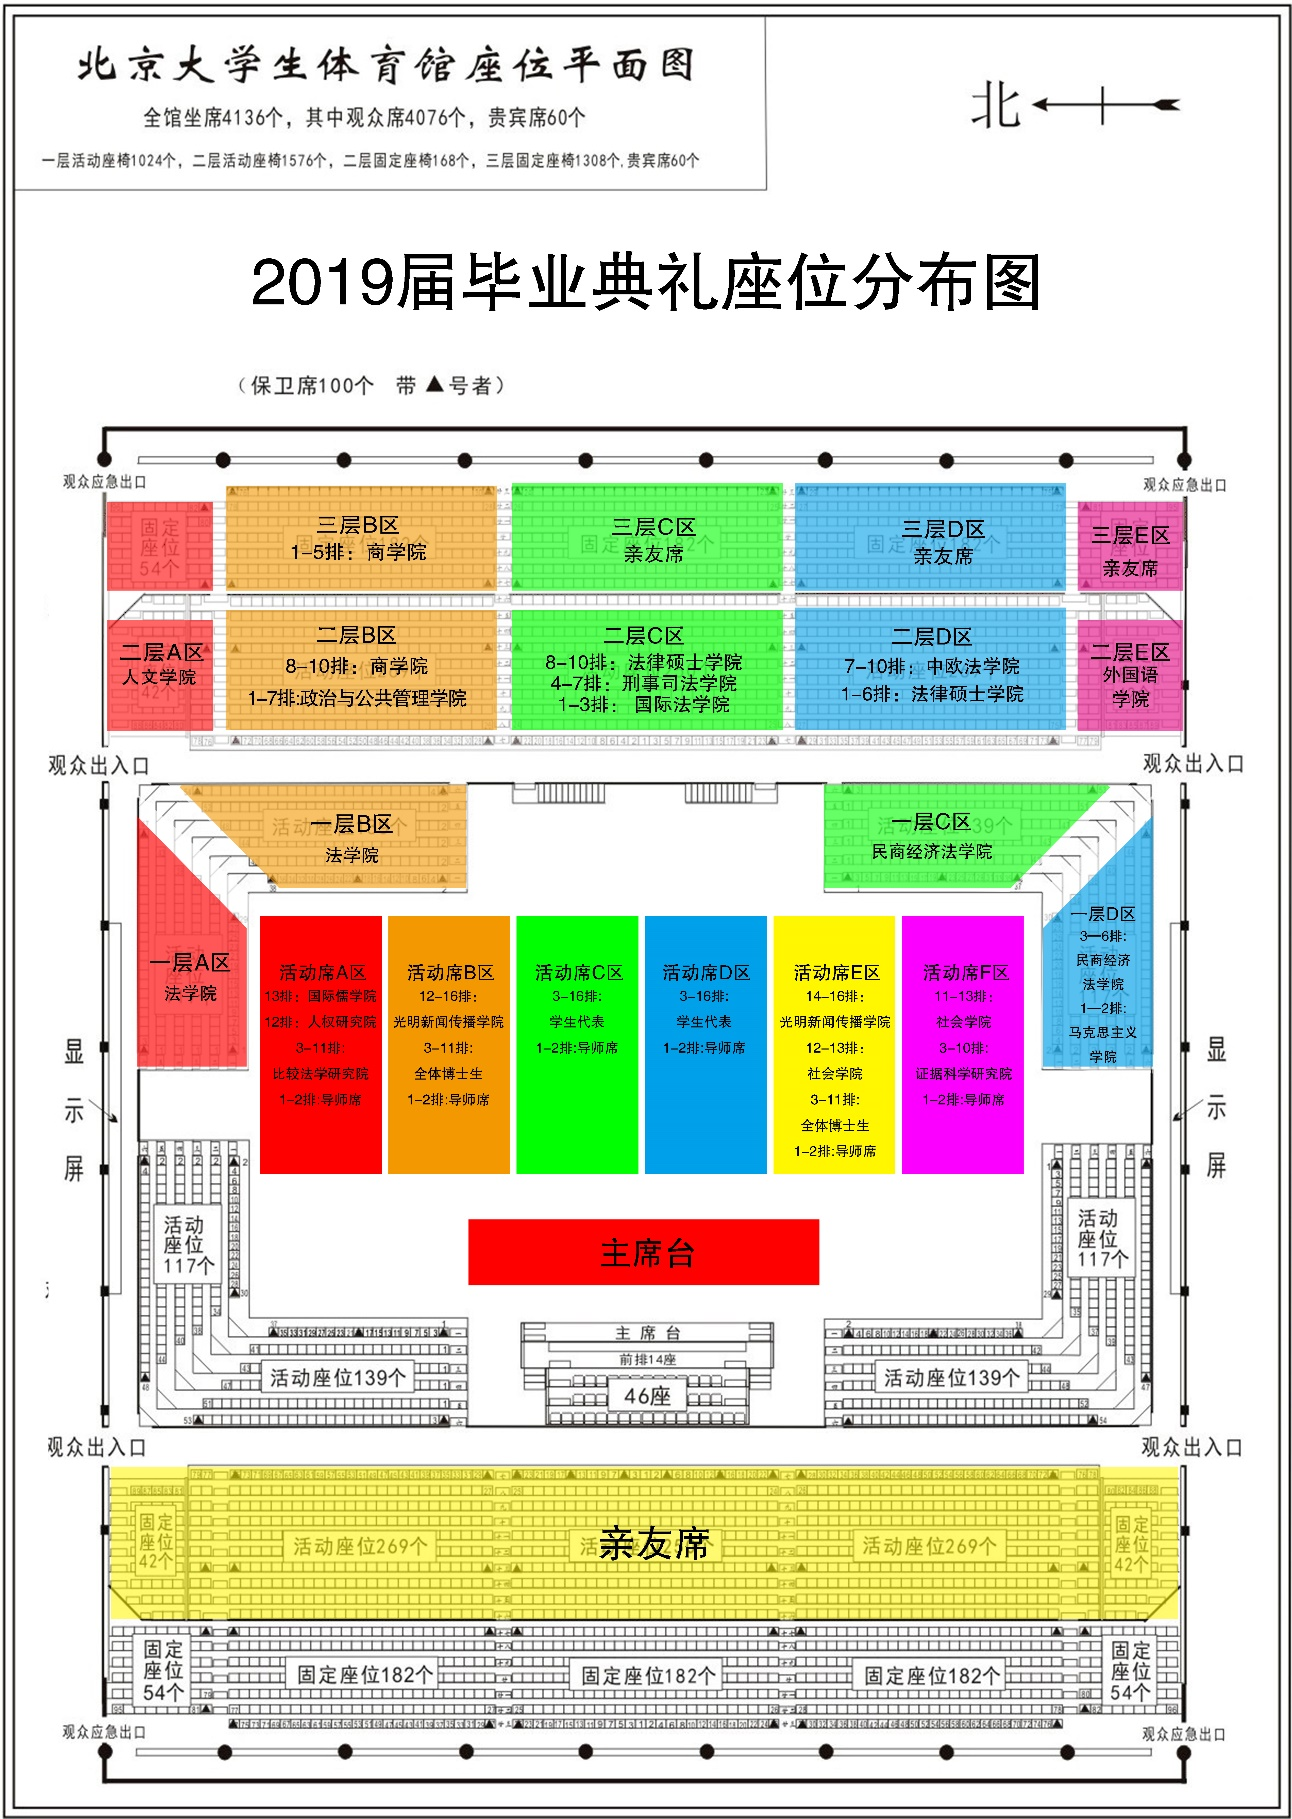 北京大学生体育馆座位平面图
全馆坐席4136个，其中观众席4076个，贵宾席60个
一层活动座椅1024个，二层活动座椅1576个，二层固定座椅168个，三层固定座椅1308个,贵宾席60个
北
2019届毕业典礼座位分布图
（保卫席100个 带▲号者）
观众应急出口
观众应急出口
固定
座位
54个
三层B区
1-5排：商学院
三层C区
亲友席
三层D区
亲友席
三层E区
亲友席
二层A区
人文学院
二层B区
8-10排：商学院
1-7排:政治与公共管理学院
二层C区
8-10排：法律硕士学院
4-7排：刑事司法学院
1-3排： 国际法学院
二层D区
7-10排：中欧法学院
1-6排：法律硕士学院
二层E区
外国语
学院
观众出入口
观众出入口
一层B区
法学院
一层C区
民商经济法学院
一层A区
法学院
活动席A区
13排：国际儒学院
12排：人权研究院
3-11排:
比较法学研究院
1-2排:导师席
活动席B区
12-16排：
光明新闻传播学院
3-11排:
全体博士生
1-2排:导师席
活动席C区
3-16排:
学生代表
1-2排:导师席
活动席D区
3-16排:
学生代表
1-2排:导师席
活动席E区
14-16排:
光明新闻传播学院
12-13排:
社会学院
3-11排:
全体博士生
1-2排:导师席
活动席F区
11-13排：
社会学院
3-10排:
证据科学研究院
1-2排:导师席
一层D区
3—6排:
民商经济
法学院
1—2排:
马克思主义
学院
显示屏
显示屏
活动
座位
117个
活动
座位
117个
主席台
主席台
前排14座
46座
活动座位139个
活动座位139个
观众出入口
观众出入口
固定
座位
42个
活动座位269个
亲友席
活动座位269个
固定
座位
42个
固定
座位
54个
固定座位182个
固定座位182个
固定座位182个
固定
座位
54个
观众应急出口
观众应急出口